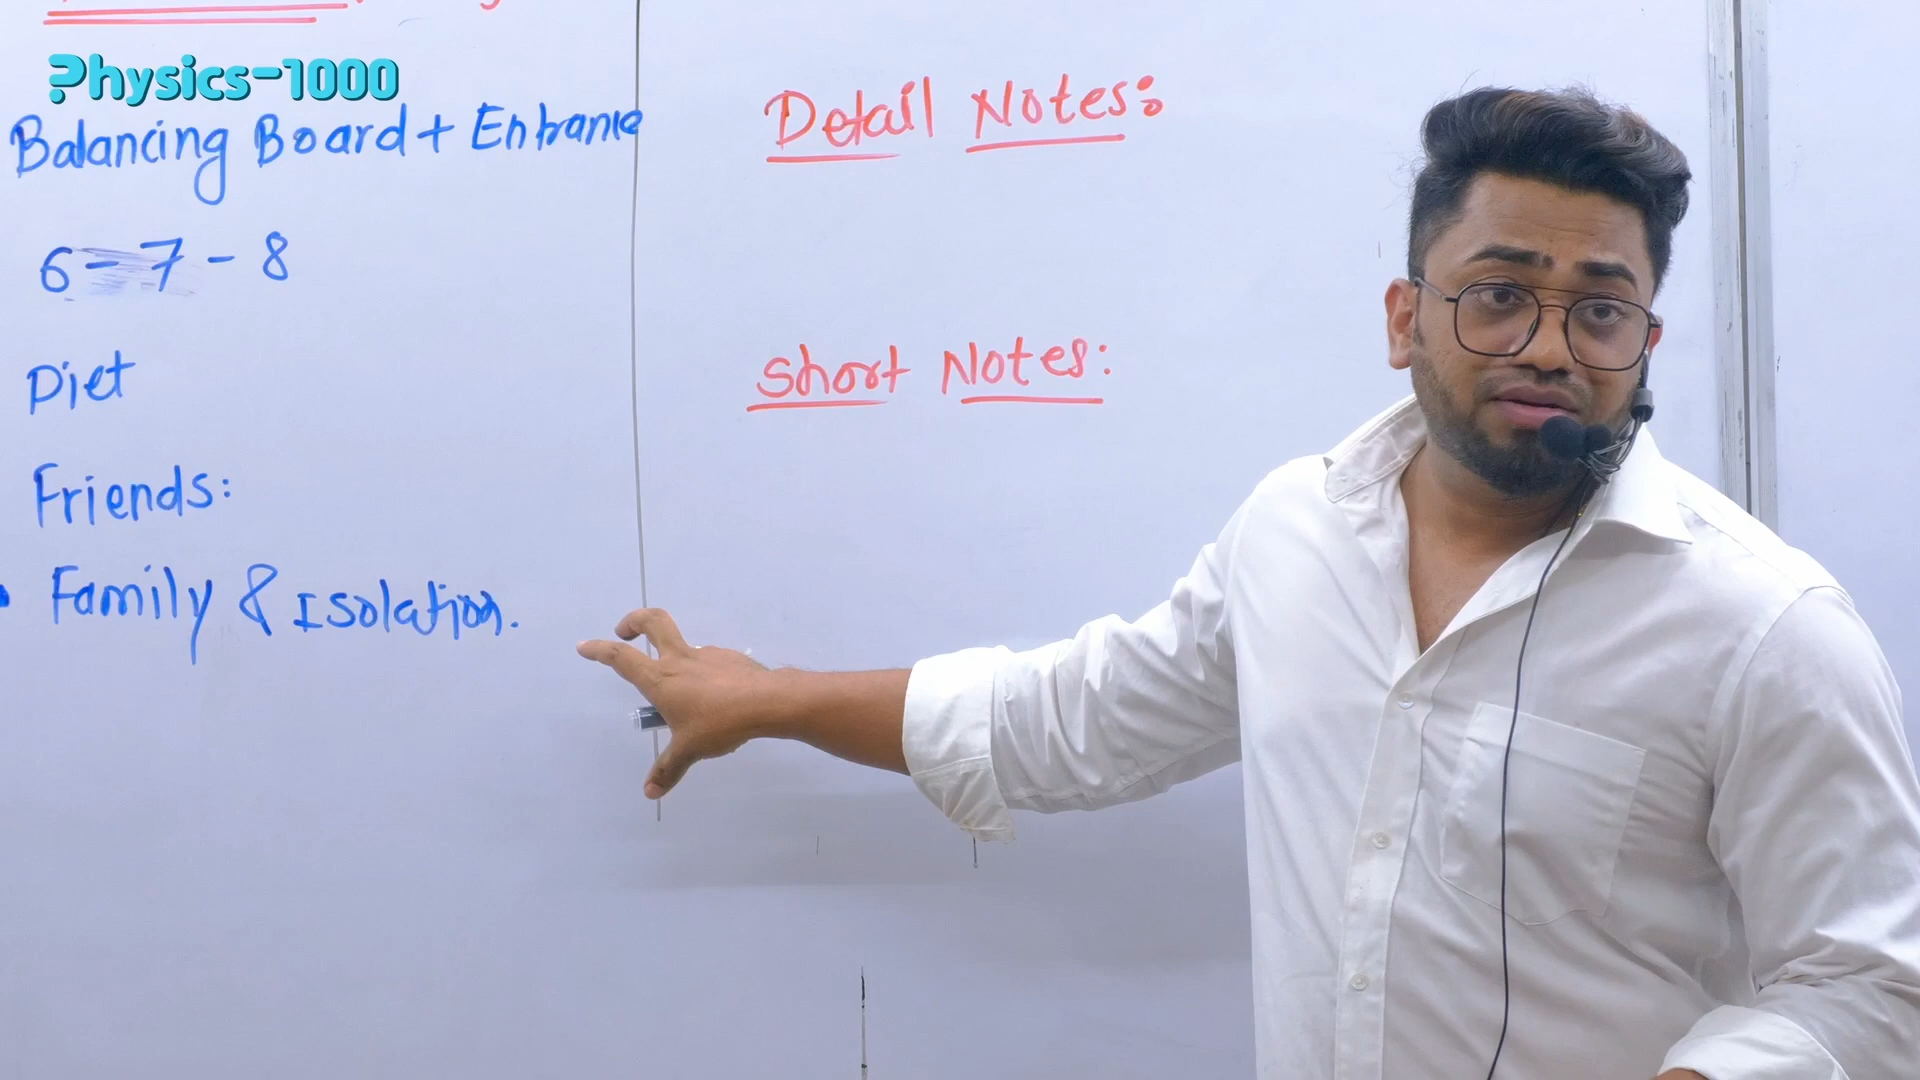 Physics-1000
Balancing Board + Entrance
6 - 7 - 8
Diet
Friends:
Family & Isolation.
Detail Notes:
Short Notes: